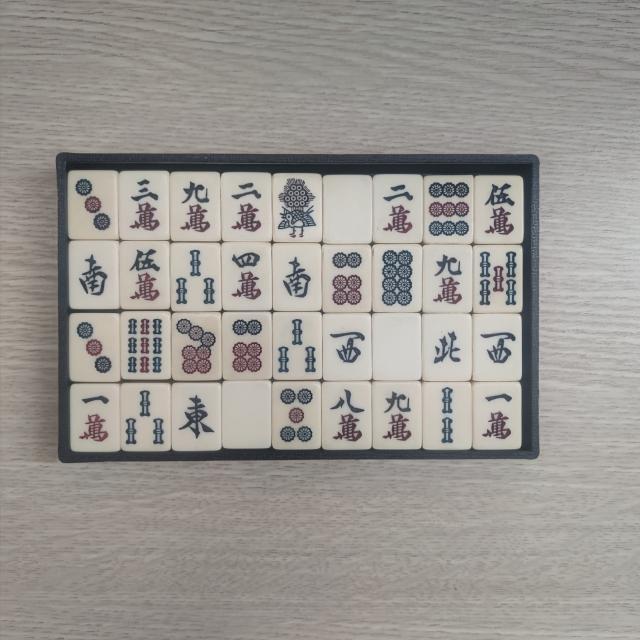 三萬 九萬 二萬 二萬 伍萬
南 伍萬 四萬 南 九萬
西 北 西
一萬 東 八萬 九萬 一萬